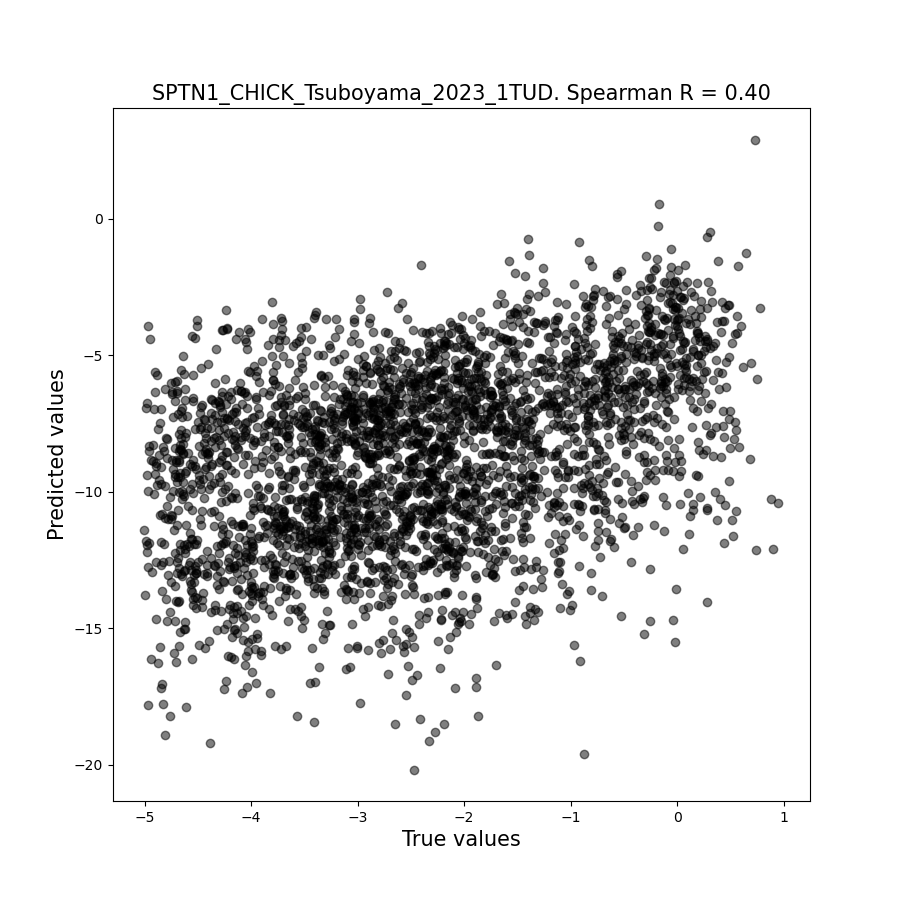 SPTN1_CHICK_Tsuboyama_2023_1TUD. Spearman R = 0.40
Predicted values
0
−5
−10
−15
−20
−5 −4 −3 −2 −1 0 1
True values